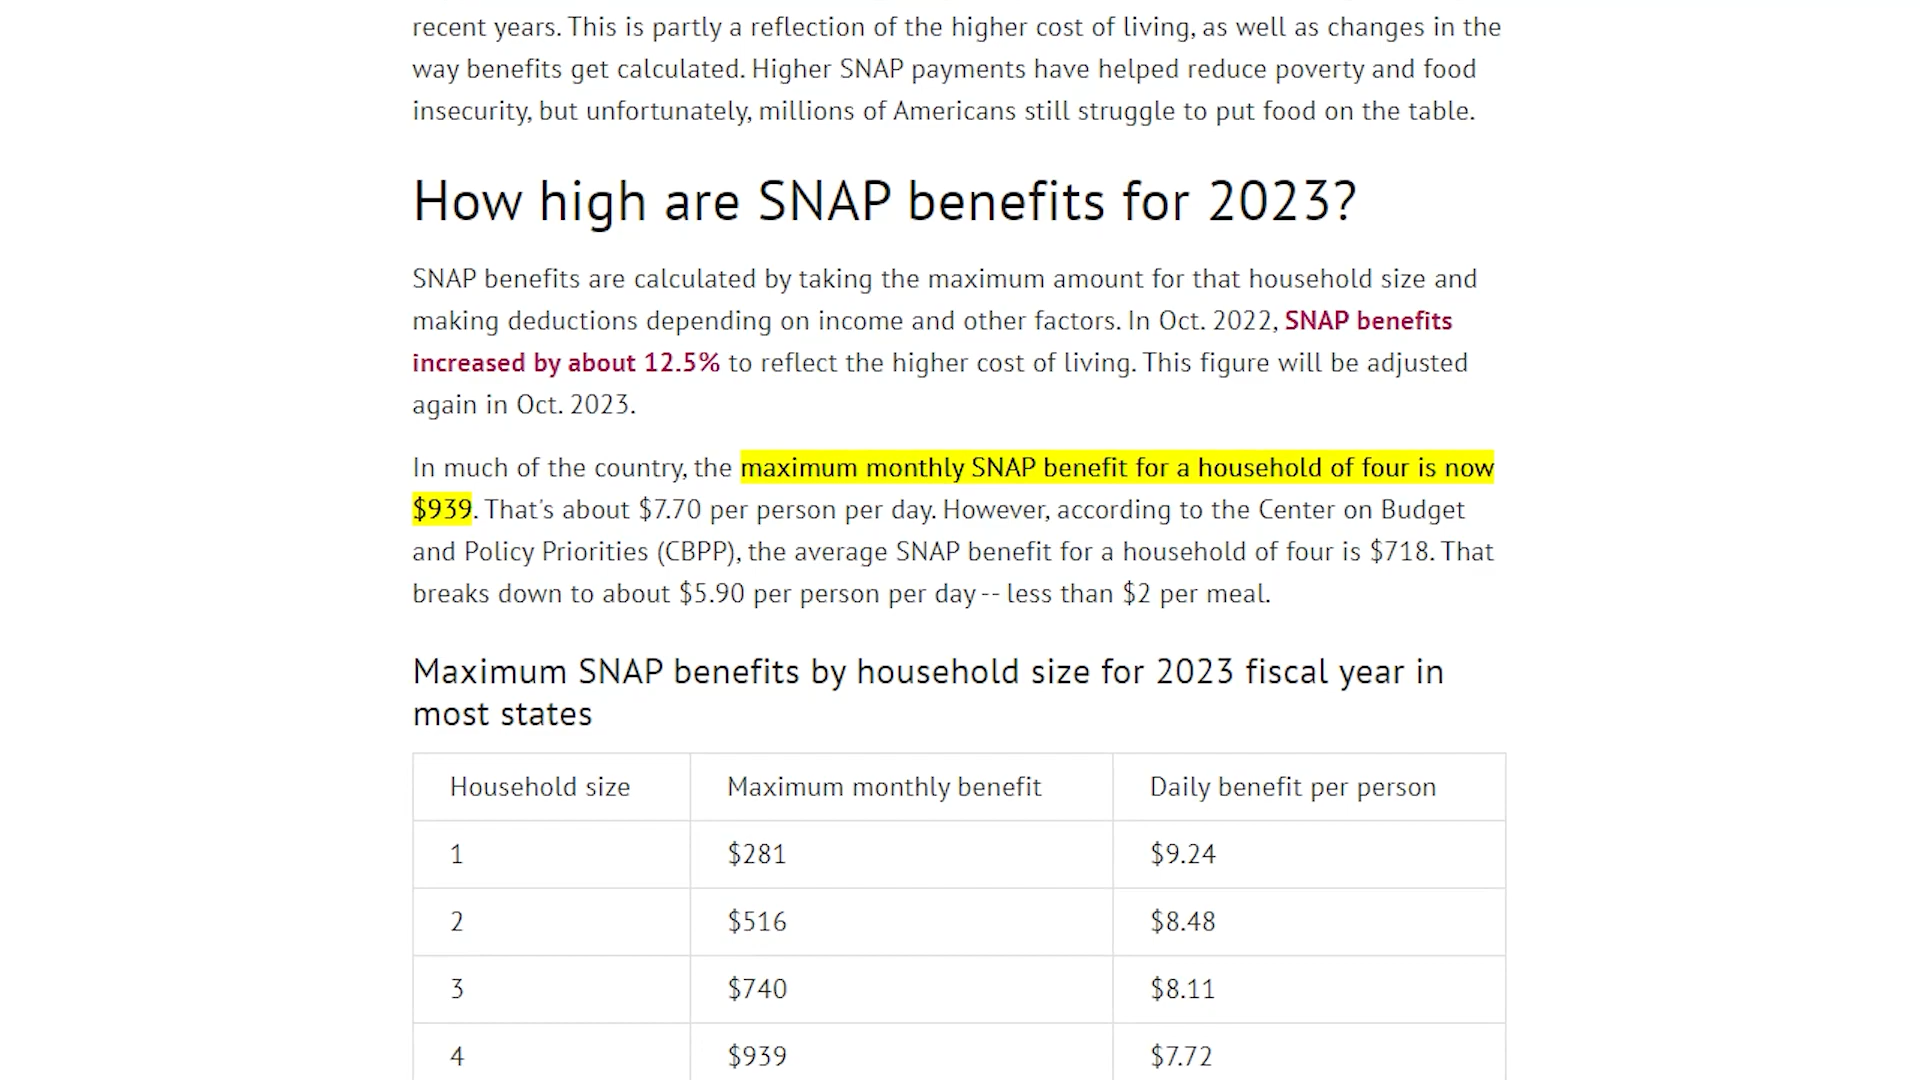 recent years. This is partly a reflection of the higher cost of living, as well as changes in the
way benefits get calculated. Higher SNAP payments have helped reduce poverty and food
insecurity, but unfortunately, millions of Americans still struggle to put food on the table.
How high are SNAP benefits for 2023?
SNAP benefits are calculated by taking the maximum amount for that household size and
making deductions depending on income and other factors. In Oct. 2022, SNAP benefits
increased by about 12.5% to reflect the higher cost of living. This figure will be adjusted
again in Oct. 2023.
In much of the country, the maximum monthly SNAP benefit for a household of four is now
$939. That's about $7.70 per person per day. However, according to the Center on Budget
and Policy Priorities (CBPP), the average SNAP benefit for a household of four is $718. That
breaks down to about $5.90 per person per day -- less than $2 per meal.
Maximum SNAP benefits by household size for 2023 fiscal year in
most states
Household size Maximum monthly benefit Daily benefit per person
1 $281 $9.24
2 $516 $8.48
3 $740 $8.11
4 $939 $7.72